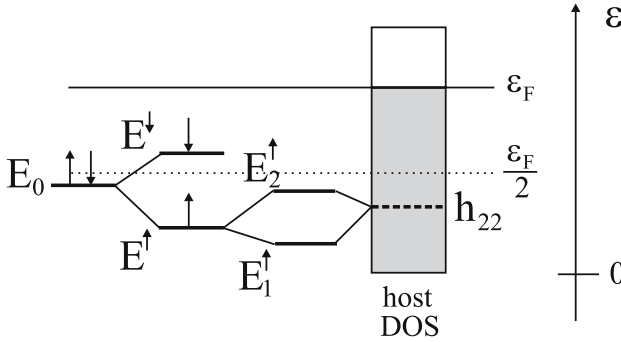 ε
ε_F
E^↓
E_2^↑
E_0
ε_F/2
h_22
E^↑
E_1^↑
0
host
DOS